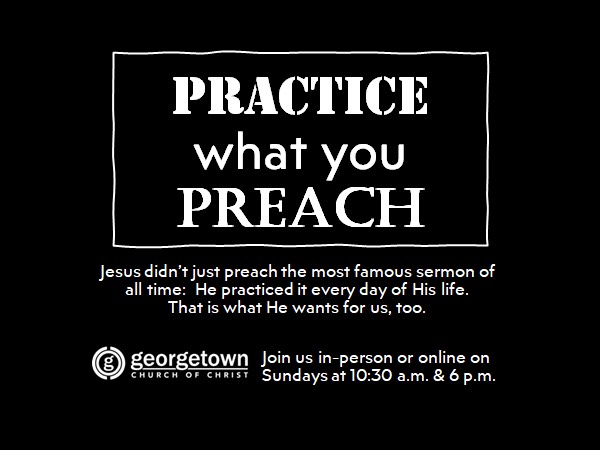 PRACTICE
what you
PREACH
Jesus didn't just preach the most famous sermon of
all time:  He practiced it every day of His life.
That is what He wants for us, too.
g georgetown
CHURCH OF CHRIST
Join us in-person or online on
Sundays at 10:30 a.m. & 6 p.m.